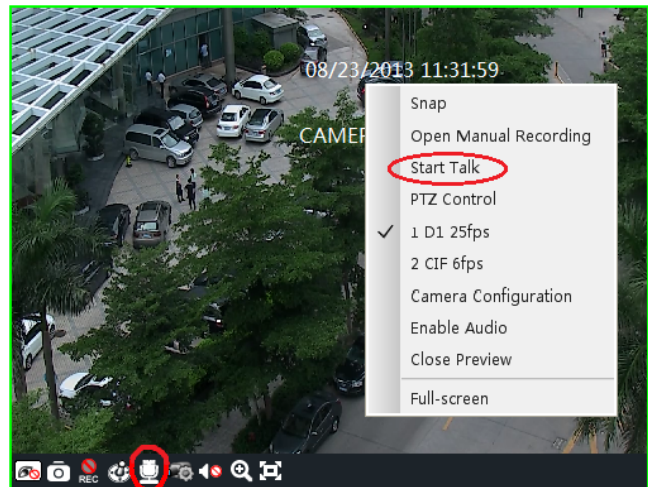 08/23/2013 11:31:59
CAMER
Snap
Open Manual Recording
Start Talk
PTZ Control
1 D1 25fps
2 CIF 6fps
Camera Configuration
Enable Audio
Close Preview
Full-screen
REC